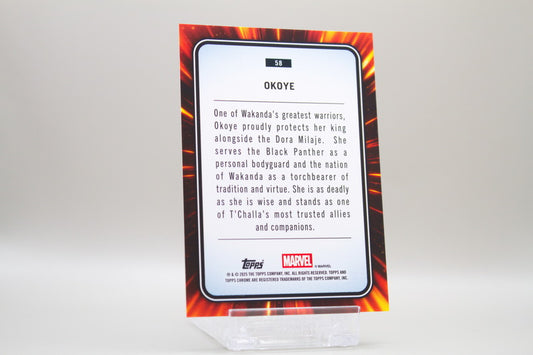 58
OKOYE
One of Wakanda's greatest warriors,
Okoye proudly protects her king
alongside the Dora Milaje. She
serves the Black Panther as a
personal bodyguard and the nation
of Wakanda as a torchbearer of
tradition and virtue. She is as deadly
as she is wise and stands as one
of T'Challa's most trusted allies
and companions.
Topps MARVEL © MARVEL
® & © 2025 THE TOPPS COMPANY, INC. ALL RIGHTS RESERVED. TOPPS AND
TOPPS CHROME ARE REGISTERED TRADEMARKS OF THE TOPPS COMPANY, INC.